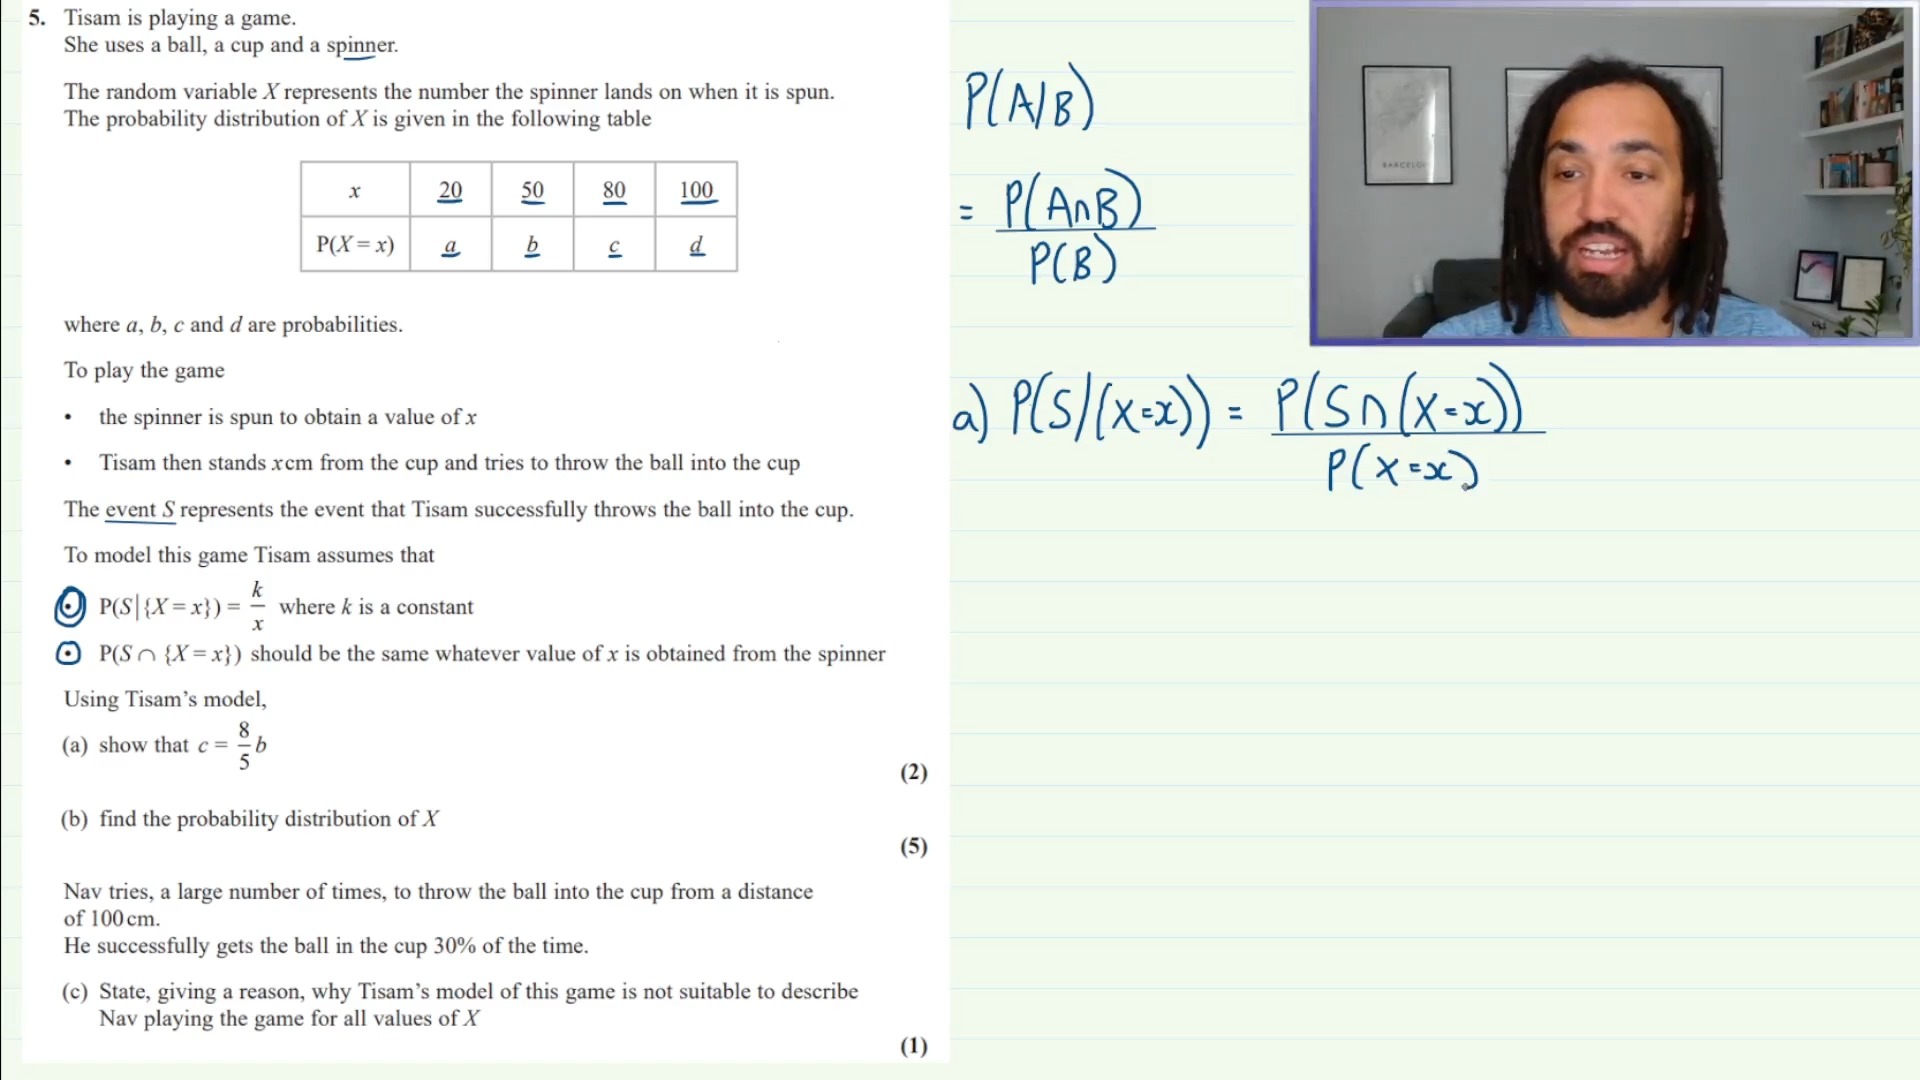 5. Tisam is playing a game.
She uses a ball, a cup and a spinner.
The random variable X represents the number the spinner lands on when it is spun.
The probability distribution of X is given in the following table
x 20 50 80 100
P(X = x) a b c d
where a, b, c and d are probabilities.
To play the game
• the spinner is spun to obtain a value of x
• Tisam then stands x cm from the cup and tries to throw the ball into the cup
The event S represents the event that Tisam successfully throws the ball into the cup.
To model this game Tisam assumes that
• P(S|{X = x}) = k/x where k is a constant
• P(S ∩ {X = x}) should be the same whatever value of x is obtained from the spinner
Using Tisam's model,
(a) show that c = 8/5 b
(2)
(b) find the probability distribution of X
(5)
Nav tries, a large number of times, to throw the ball into the cup from a distance
of 100 cm.
He successfully gets the ball in the cup 30% of the time.
(c) State, giving a reason, why Tisam's model of this game is not suitable to describe
Nav playing the game for all values of X
(1)
P(A/B)
= P(A∩B)
P(B)
a) P(S/(X=x)) = P(S∩(X=x))
P(X=x)
BARCELO